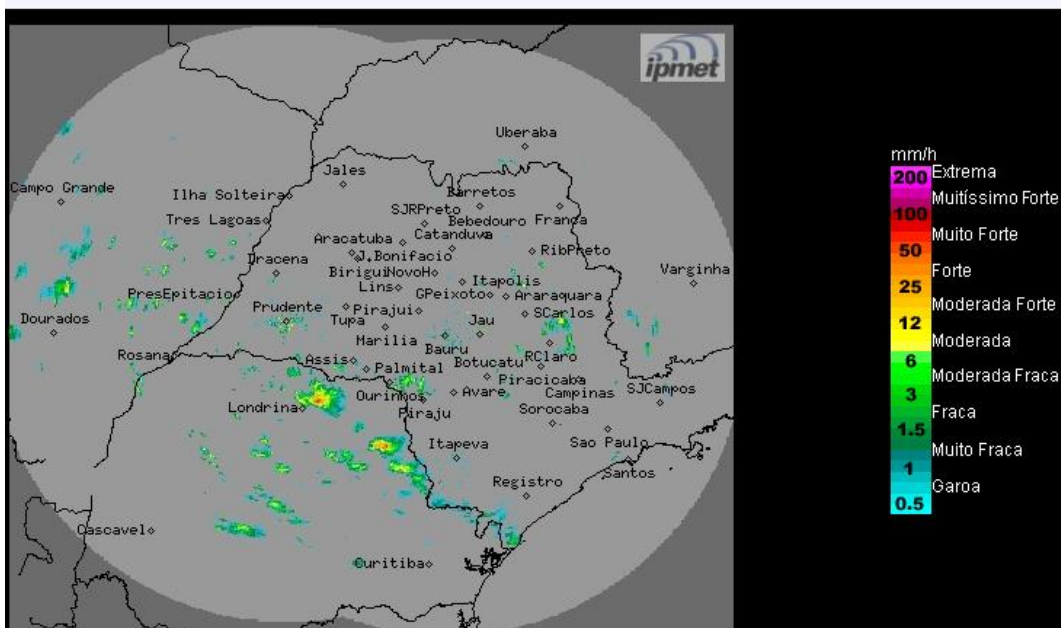 ipmet
Uberaba
Jales
Campo Grande
Ilha Solteira
Barretos
SJRPreto
Bebedouro
Franca
Tres Lagoas
Aracatuba
Catanduva
J.Bonifacio
RibPreto
Dracena
Birigui
NovoH
Varginha
Itapolis
PresEpitacio
Lins
GPeixoto
Araraquara
Dourados
Prudente
Tupa
Pirajui
Jau
SCarlos
Marilia
Bauru
Rosana
Assis
Palmital
Botucatu
RClaro
Piracicaba
Londrina
Ourinhos
Avare
Campinas
SJCampos
Piraju
Sorocaba
Itapeva
Sao Paulo
Santos
Registro
Cascavel
Curitiba
mm/h
200 Extrema
Muitíssimo Forte
100
Muito Forte
50
Forte
25
Moderada Forte
12
Moderada
6
Moderada Fraca
3
Fraca
1.5
Muito Fraca
1
Garoa
0.5